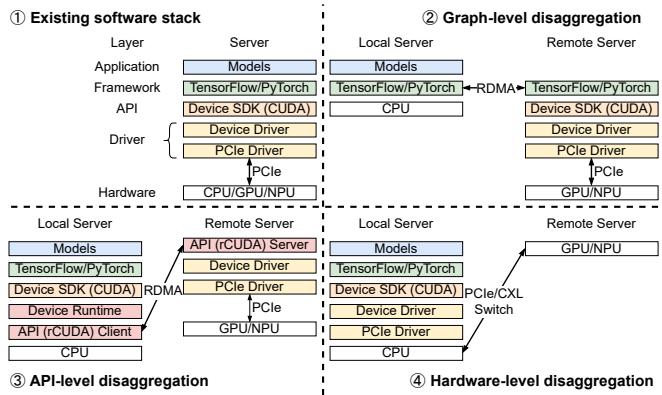 ① Existing software stack
Layer
Server
Application
Models
Framework
TensorFlow/PyTorch
API
Device SDK (CUDA)
Driver
Device Driver
PCIe Driver
PCIe
Hardware
CPU/GPU/NPU
② Graph-level disaggregation
Local Server
Remote Server
Models
TensorFlow/PyTorch
RDMA
TensorFlow/PyTorch
CPU
Device SDK (CUDA)
Device Driver
PCIe Driver
PCIe
GPU/NPU
Local Server
Remote Server
Models
API (rCUDA) Server
TensorFlow/PyTorch
Device Driver
Device SDK (CUDA)
RDMA
PCIe Driver
Device Runtime
PCIe
API (rCUDA) Client
GPU/NPU
CPU
③ API-level disaggregation
Local Server
Remote Server
Models
GPU/NPU
TensorFlow/PyTorch
Device SDK (CUDA)
PCIe/CXL
Switch
Device Driver
PCIe Driver
CPU
④ Hardware-level disaggregation